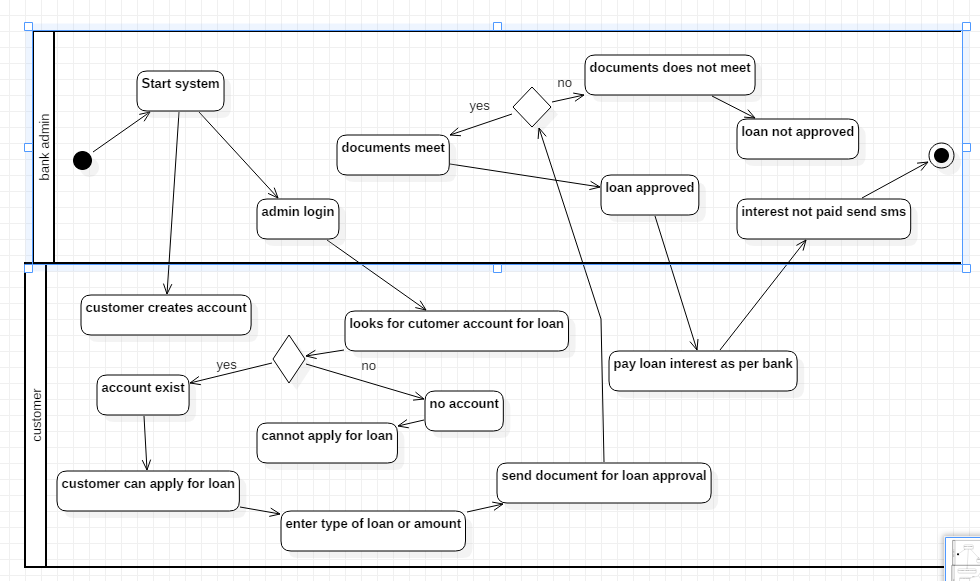 bank admin
Start system
documents does not meet
no
yes
documents meet
loan not approved
loan approved
admin login
interest not paid send sms
customer
customer creates account
looks for cutomer account for loan
yes
no
account exist
no account
cannot apply for loan
pay loan interest as per bank
customer can apply for loan
send document for loan approval
enter type of loan or amount